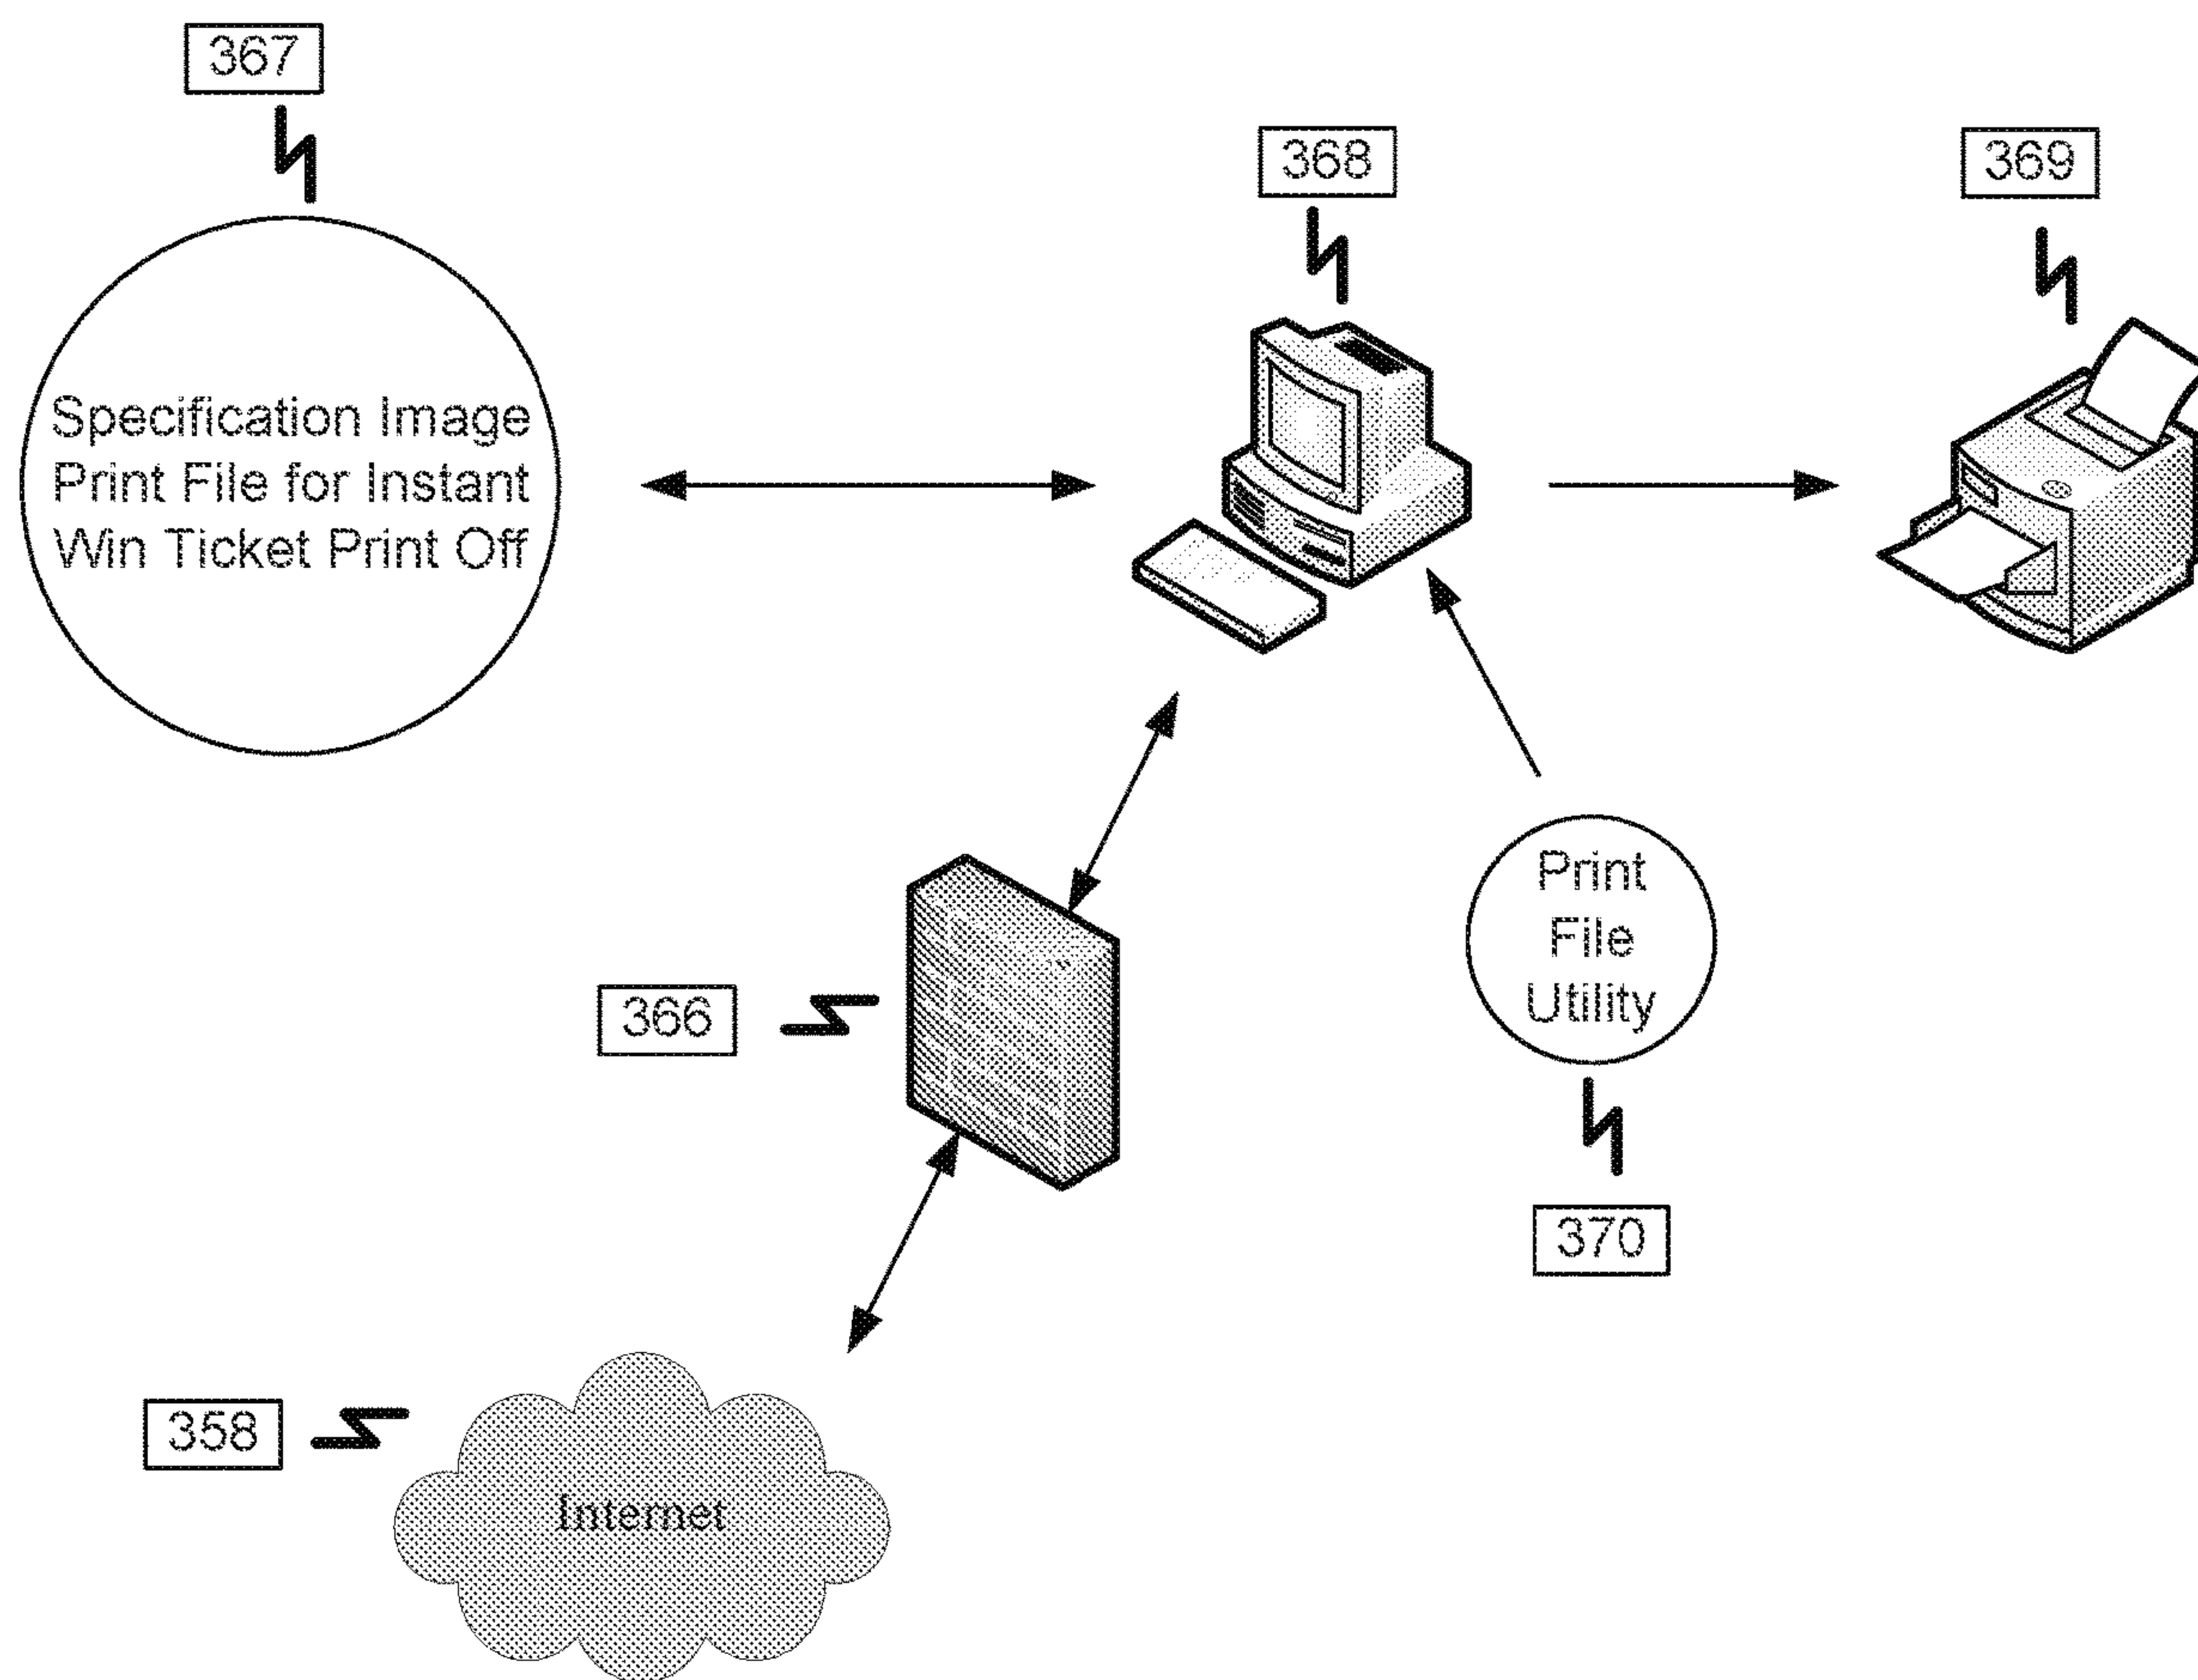 367
368
369
Specification Image
Print File for Instant
Win Ticket Print Off
Print
File
Utility
366
370
358
Internet